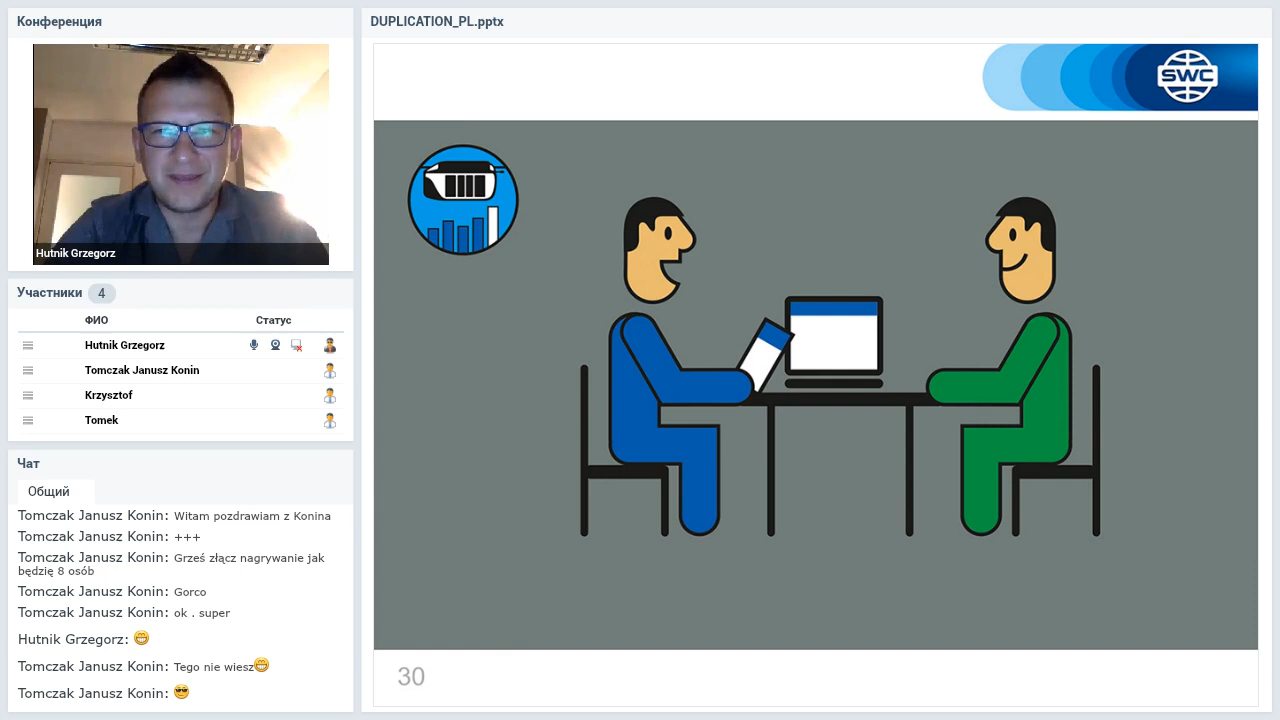 Конференция
Hutnik Grzegorz
Участники 4
ФИО Статус
Hutnik Grzegorz
Tomczak Janusz Konin
Krzysztof
Tomek
Чат
Общий
Tomczak Janusz Konin: Witam pozdrawiam z Konina
Tomczak Janusz Konin: +++
Tomczak Janusz Konin: Grześ złącz nagrywanie jak
będzię 8 osób
Tomczak Janusz Konin: Gorco
Tomczak Janusz Konin: ok . super
Hutnik Grzegorz:
Tomczak Janusz Konin: Tego nie wiesz
Tomczak Janusz Konin:
DUPLICATION_PL.pptx
SWC
30